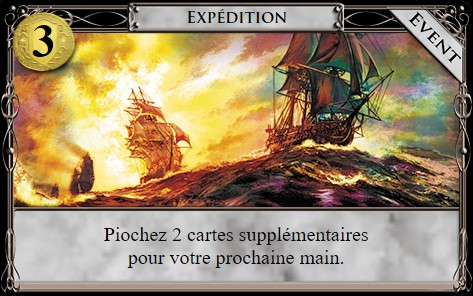 EXPÉDITION
3
EVENT
Piochez 2 cartes supplémentaires
pour votre prochaine main.